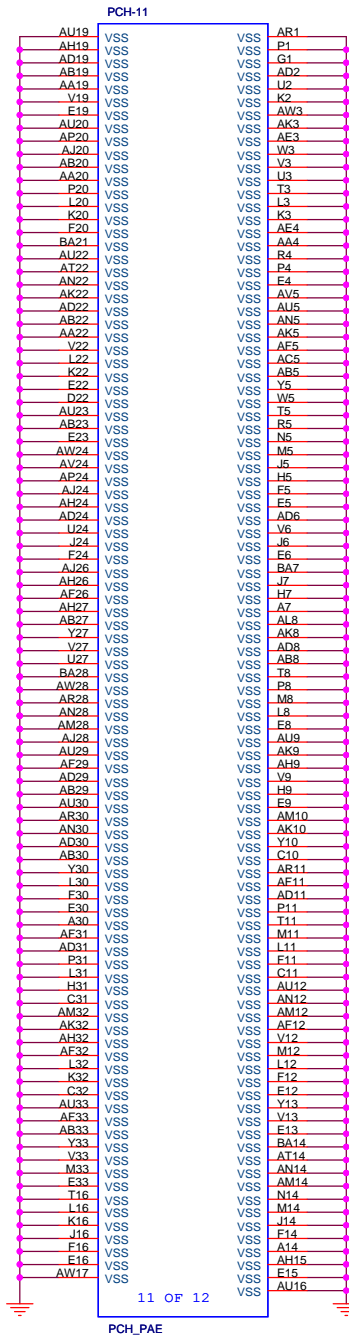 PCH-11
AU19 VSS VSS AR1
AH19 VSS VSS P1
AD19 VSS VSS G1
AB19 VSS VSS AD2
AA19 VSS VSS U2
V19 VSS VSS K2
E19 VSS VSS AW3
AU20 VSS VSS AK3
AP20 VSS VSS AE3
AJ20 VSS VSS W3
AB20 VSS VSS V3
AA20 VSS VSS U3
P20 VSS VSS T3
L20 VSS VSS L3
K20 VSS VSS K3
F20 VSS VSS AE4
BA21 VSS VSS AA4
AU22 VSS VSS R4
AT22 VSS VSS P4
AN22 VSS VSS E4
AK22 VSS VSS AV5
AD22 VSS VSS AU5
AB22 VSS VSS AN5
AA22 VSS VSS AK5
V22 VSS VSS AF5
L22 VSS VSS AC5
K22 VSS VSS AB5
E22 VSS VSS Y5
D22 VSS VSS W5
AU23 VSS VSS T5
AB23 VSS VSS R5
E23 VSS VSS N5
AW24 VSS VSS M5
AV24 VSS VSS J5
AP24 VSS VSS H5
AJ24 VSS VSS F5
AH24 VSS VSS E5
AD24 VSS VSS AD6
U24 VSS VSS V6
J24 VSS VSS J6
F24 VSS VSS E6
AJ26 VSS VSS BA7
AH26 VSS VSS J7
AF26 VSS VSS H7
AH27 VSS VSS A7
AB27 VSS VSS AL8
Y27 VSS VSS AK8
V27 VSS VSS AD8
U27 VSS VSS AB8
BA28 VSS VSS T8
AW28 VSS VSS P8
AR28 VSS VSS M8
AN28 VSS VSS L8
AM28 VSS VSS E8
AJ28 VSS VSS AU9
AU29 VSS VSS AK9
AF29 VSS VSS AH9
AD29 VSS VSS V9
AB29 VSS VSS H9
AU30 VSS VSS E9
AR30 VSS VSS AM10
AN30 VSS VSS AK10
AD30 VSS VSS Y10
AB30 VSS VSS C10
Y30 VSS VSS AR11
L30 VSS VSS AF11
F30 VSS VSS AD11
E30 VSS VSS P11
A30 VSS VSS T11
AF31 VSS VSS M11
AD31 VSS VSS L11
P31 VSS VSS F11
L31 VSS VSS C11
H31 VSS VSS AU12
C31 VSS VSS AN12
AM32 VSS VSS AM12
AK32 VSS VSS AF12
AH32 VSS VSS V12
AF32 VSS VSS M12
L32 VSS VSS L12
K32 VSS VSS F12
C32 VSS VSS E12
AU33 VSS VSS Y13
AF33 VSS VSS V13
AB33 VSS VSS E13
Y33 VSS VSS BA14
V33 VSS VSS AT14
M33 VSS VSS AN14
F33 VSS VSS AM14
T16 VSS VSS N14
L16 VSS VSS M14
K16 VSS VSS J14
J16 VSS VSS F14
F16 VSS VSS A14
E16 VSS VSS AH15
AW17 VSS VSS E15
VSS AU16
11 OF 12
PCH_PAE